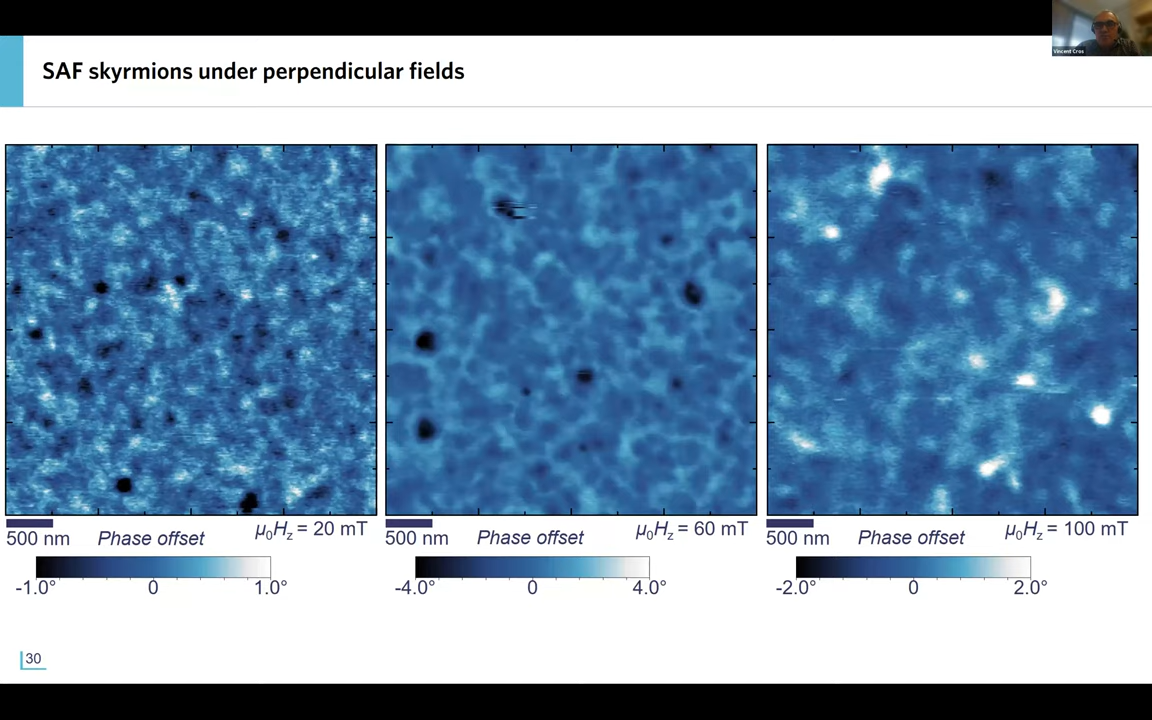 Vincent Cros
SAF skyrmions under perpendicular fields
500 nm
Phase offset
μ₀Hz = 20 mT
-1.0° 0 1.0°
500 nm
Phase offset
μ₀Hz = 60 mT
-4.0° 0 4.0°
500 nm
Phase offset
μ₀Hz = 100 mT
-2.0° 0 2.0°
30